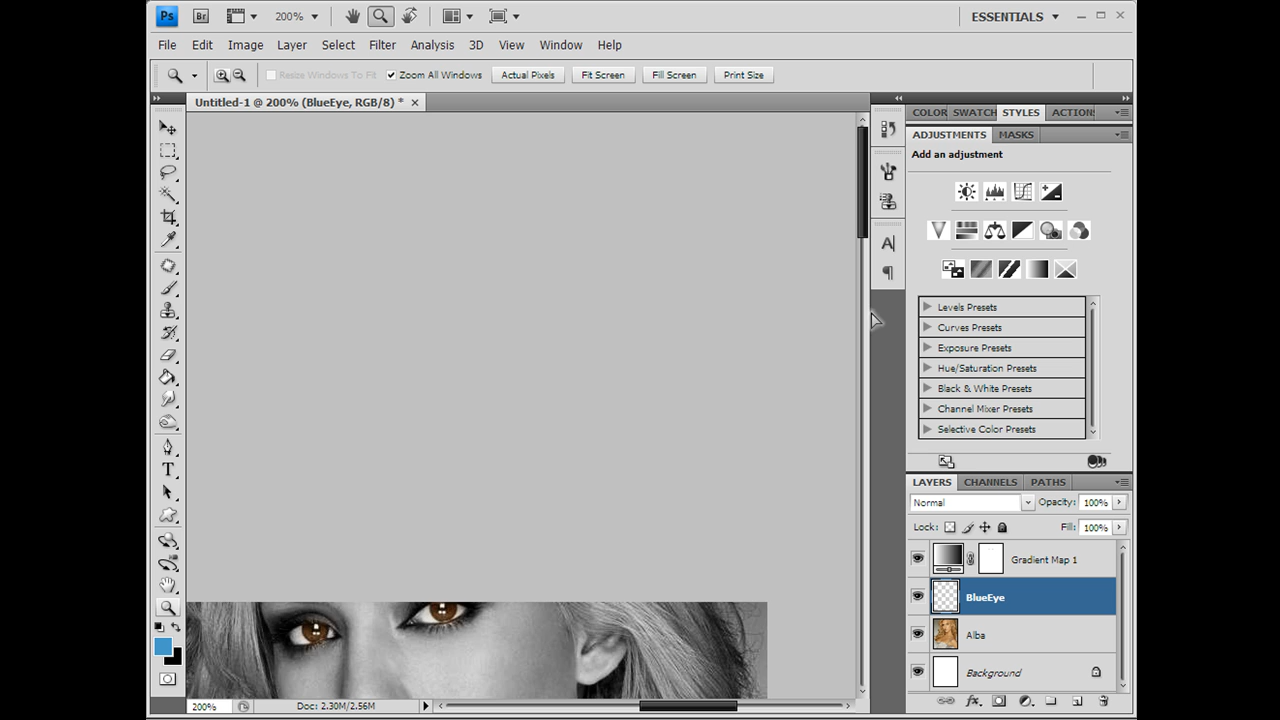 Ps Br 200% ESSENTIALS
File Edit Image Layer Select Filter Analysis 3D View Window Help
Resize Windows To Fit Zoom All Windows Actual Pixels Fit Screen Fill Screen Print Size
Untitled-1 @ 200% (BlueEye, RGB/8) *
COLOR SWATCH STYLES ACTION
ADJUSTMENTS MASKS
Add an adjustment
Levels Presets
Curves Presets
Exposure Presets
Hue/Saturation Presets
Black & White Presets
Channel Mixer Presets
Selective Color Presets
LAYERS CHANNELS PATHS
Normal Opacity: 100%
Lock: Fill: 100%
Gradient Map 1
BlueEye
Alba
Background
200% Doc: 2.30M/2.56M